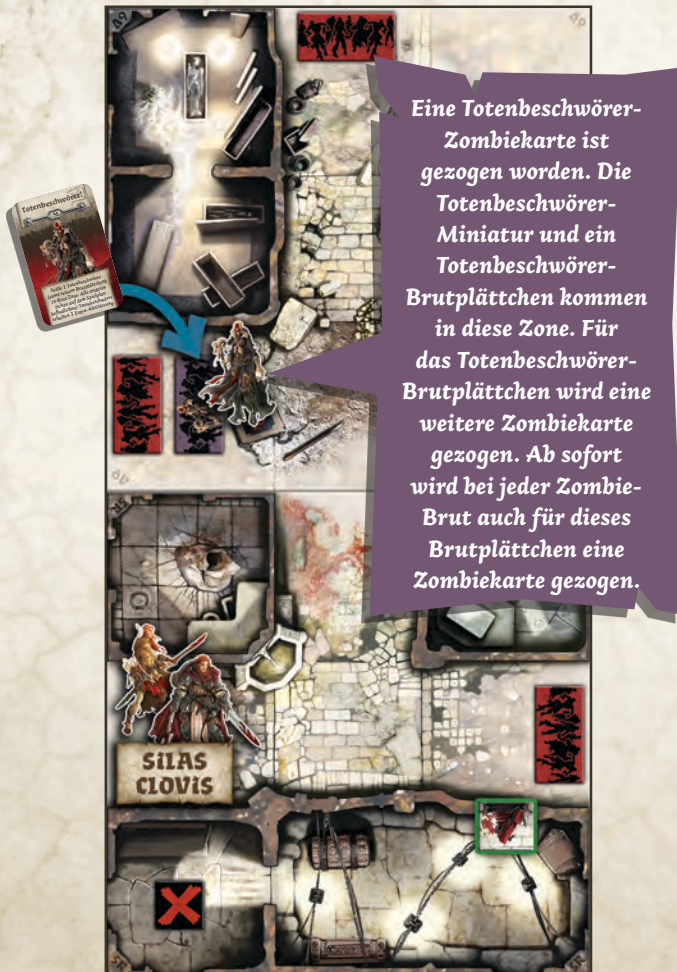 Eine Totenbeschwörer-
Zombiekarte ist
gezogen worden. Die
Totenbeschwörer-
Miniatur und ein
Totenbeschwörer-
Brutplättchen kommen
in diese Zone. Für
das Totenbeschwörer-
Brutplättchen wird eine
weitere Zombiekarte
gezogen. Ab sofort
wird bei jeder Zombie-
Brut auch für dieses
Brutplättchen eine
Zombiekarte gezogen.
Totenbeschwörer!
SILAS
CLOVIS